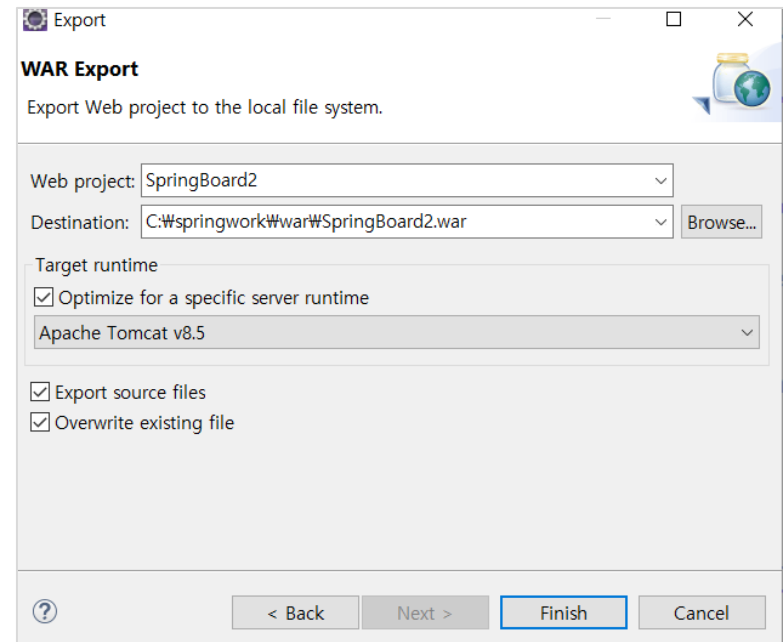 Export
WAR Export
Export Web project to the local file system.
Web project: SpringBoard2
Destination: C:₩springwork₩war₩SpringBoard2.war Browse...
Target runtime
Optimize for a specific server runtime
Apache Tomcat v8.5
Export source files
Overwrite existing file
? < Back Next > Finish Cancel